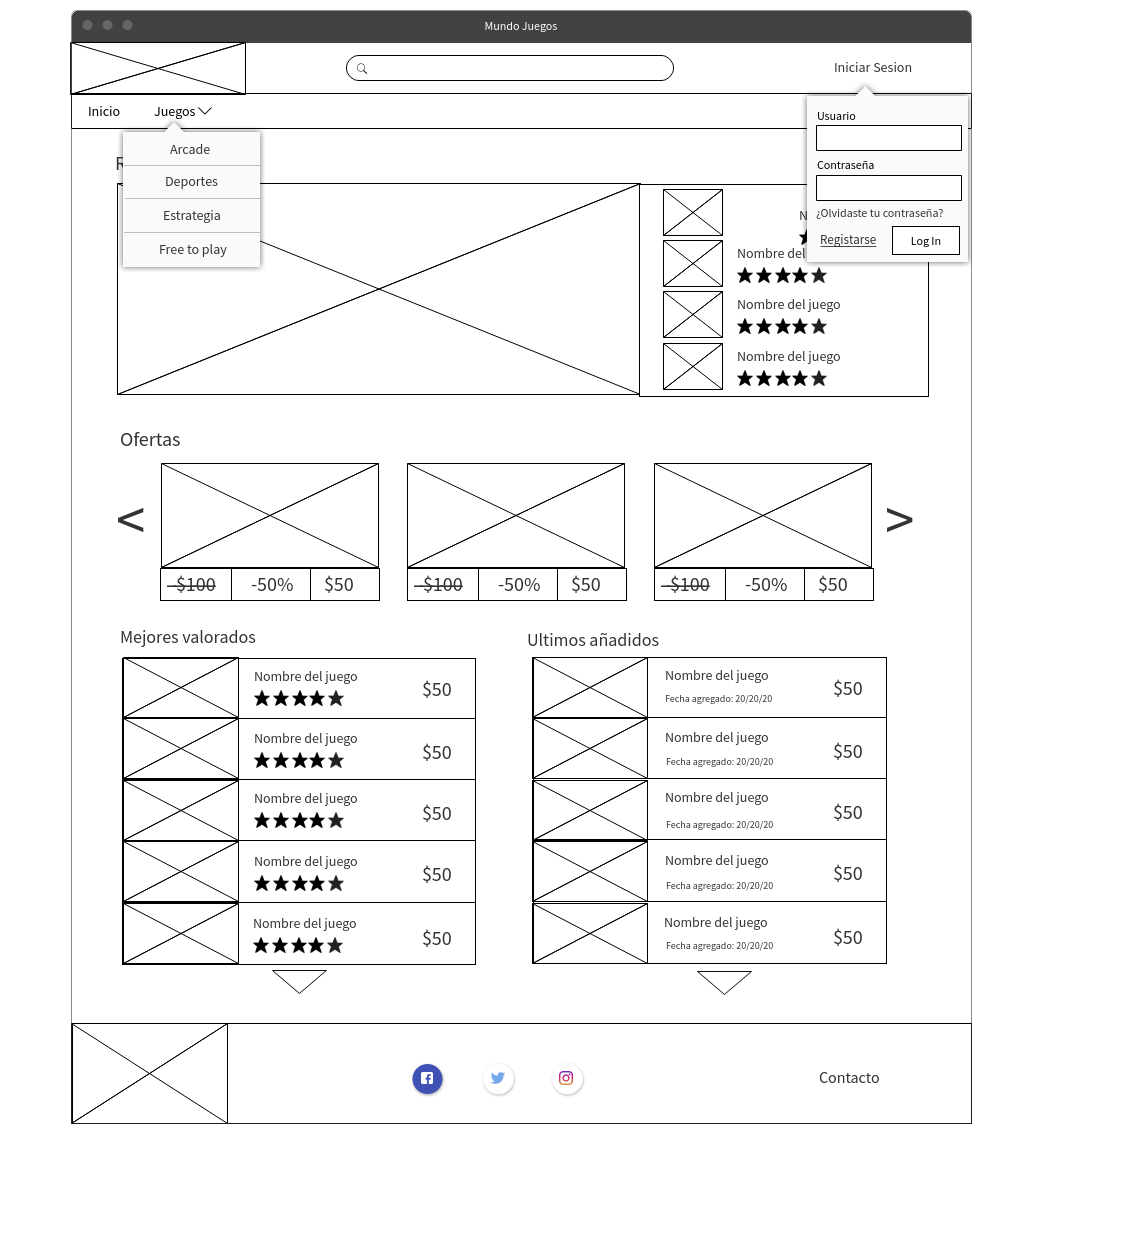 Mundo Juegos
Iniciar Sesion
Inicio
Juegos
Arcade
Deportes
Estrategia
Free to play
Usuario
Contraseña
¿Olvidaste tu contraseña?
Registarse
Log In
Nombre del
Nombre del juego
Nombre del juego
Ofertas
<
-$100 -50% $50
-$100 -50% $50
-$100 -50% $50
>
Mejores valorados
Nombre del juego
$50
Nombre del juego
$50
Nombre del juego
$50
Nombre del juego
$50
Nombre del juego
$50
Ultimos añadidos
Nombre del juego
Fecha agregado: 20/20/20
$50
Nombre del juego
Fecha agregado: 20/20/20
$50
Nombre del juego
Fecha agregado: 20/20/20
$50
Nombre del juego
Fecha agregado: 20/20/20
$50
Nombre del juego
Fecha agregado: 20/20/20
$50
Contacto